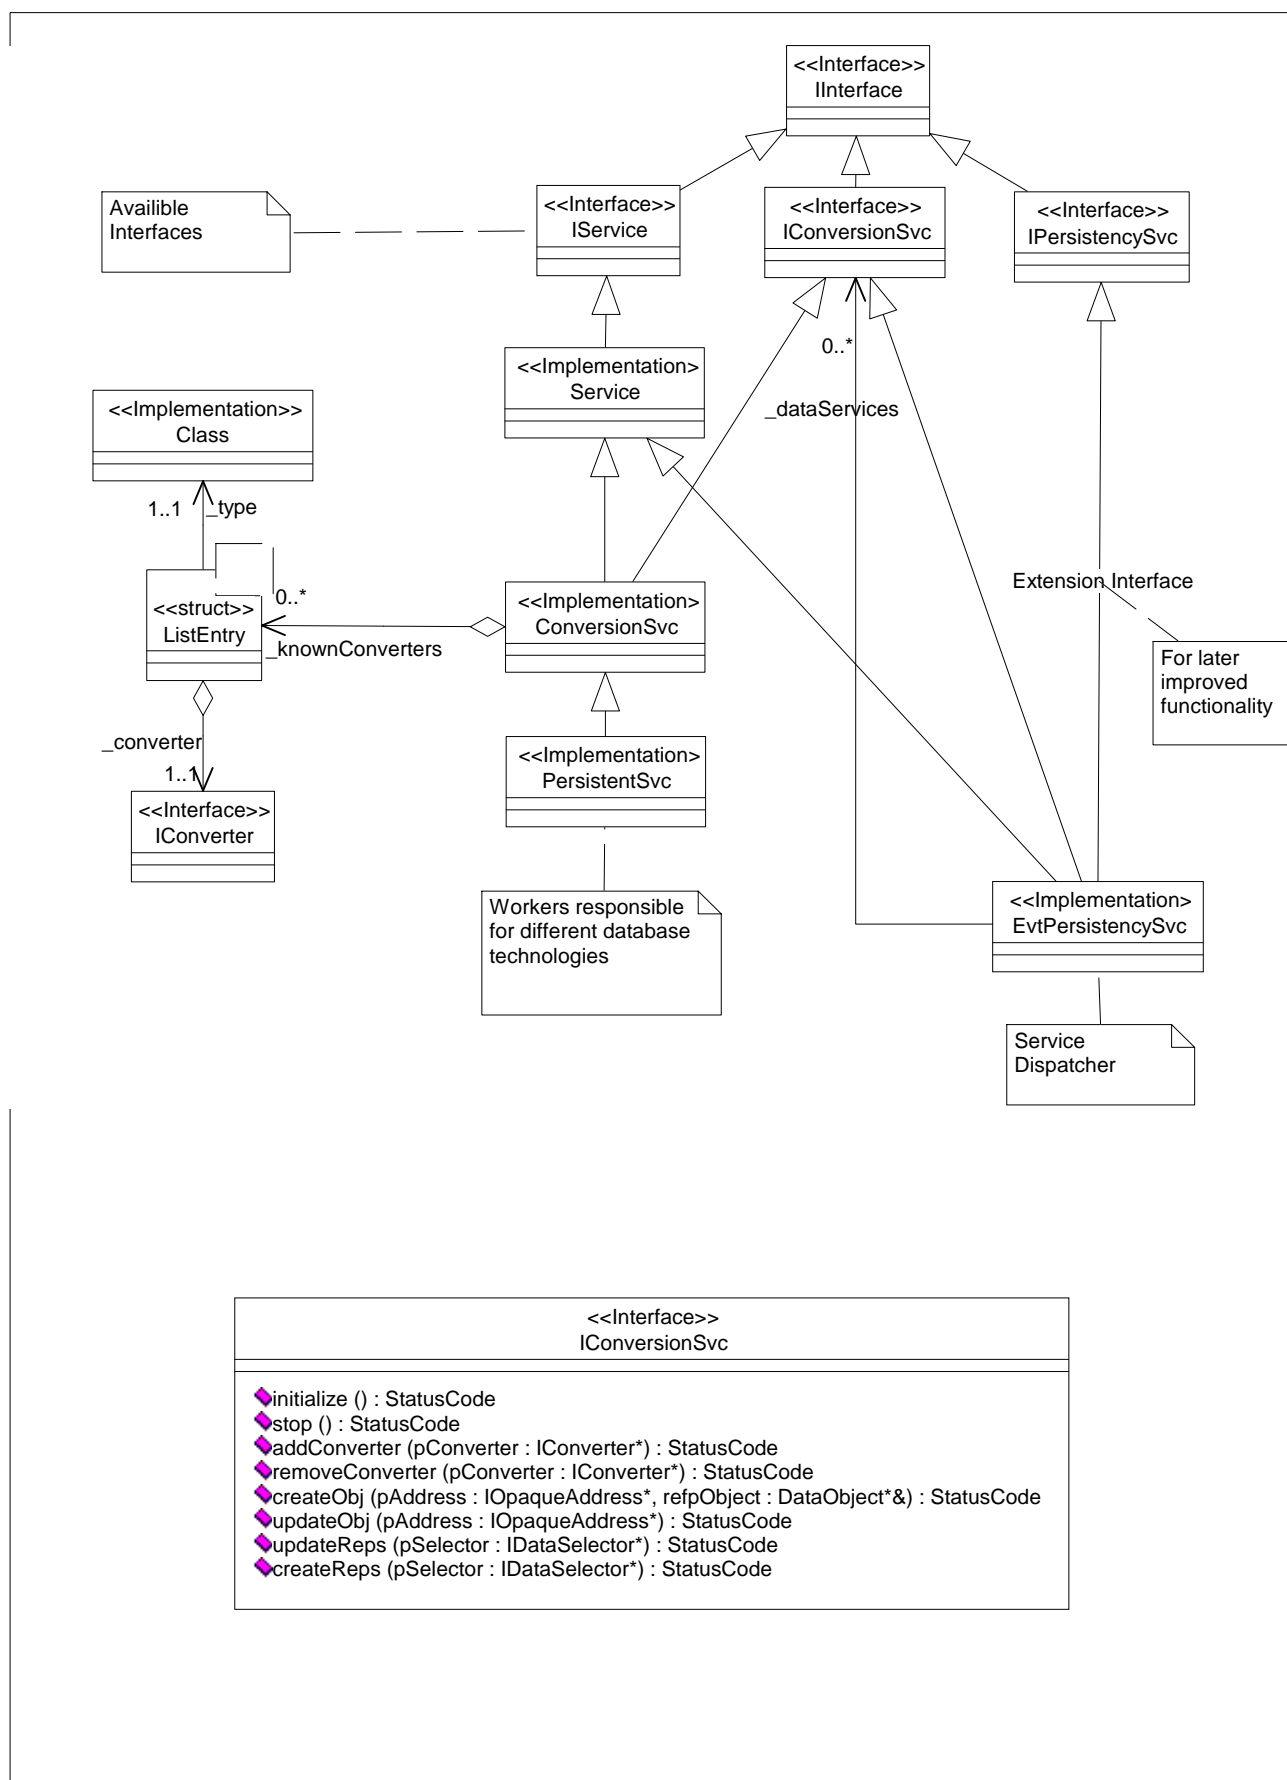 <<Interface>>
IInterface
Availible
Interfaces
<<Interface>>
IService
<<Interface>>
IConversionSvc
<<Interface>>
IPersistencySvc
0..*
<<Implementation>
Service
_dataServices
<<Implementation>>
Class
1..1
_type
0..*
<<struct>>
ListEntry
<<Implementation>
ConversionSvc
_knownConverters
Extension Interface
For later
improved
functionality
_converter
1..1
<<Implementation>
PersistentSvc
<<Interface>>
IConverter
Workers responsible
for different database
technologies
<<Implementation>
EvtPersistencySvc
Service
Dispatcher
<<Interface>>
IConversionSvc
initialize () : StatusCode
stop () : StatusCode
addConverter (pConverter : IConverter*) : StatusCode
removeConverter (pConverter : IConverter*) : StatusCode
createObj (pAddress : IOpaqueAddress*, refpObject : DataObject*&) : StatusCode
updateObj (pAddress : IOpaqueAddress*) : StatusCode
updateReps (pSelector : IDataSelector*) : StatusCode
createReps (pSelector : IDataSelector*) : StatusCode